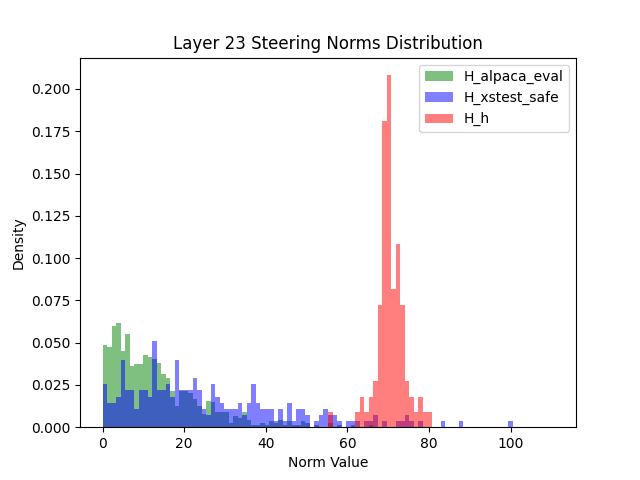 Layer 23 Steering Norms Distribution
H_alpaca_eval
H_xstest_safe
H_h
0.200
0.175
0.150
0.125
0.100
0.075
0.050
0.025
0.000
Density
0 20 40 60 80 100
Norm Value